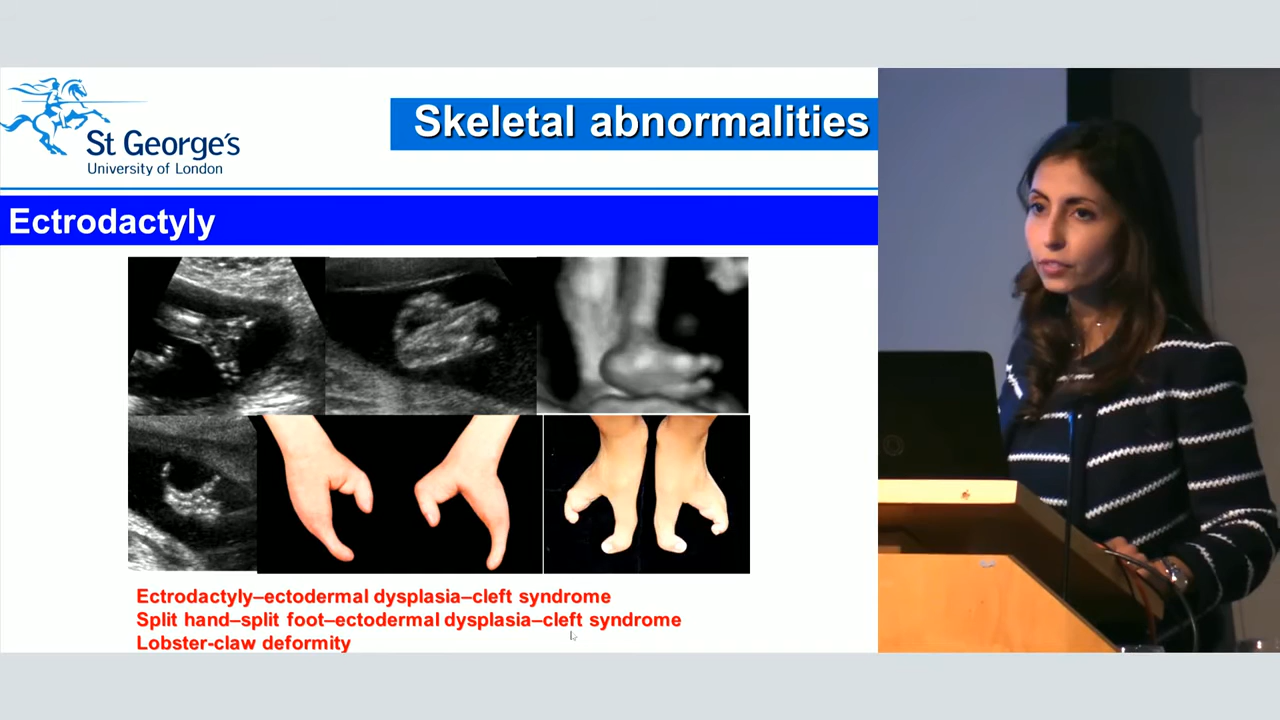 St George's
University of London
Skeletal abnormalities
Ectrodactyly
Ectrodactyly–ectodermal dysplasia–cleft syndrome
Split hand–split foot–ectodermal dysplasia–cleft syndrome
Lobster-claw deformity